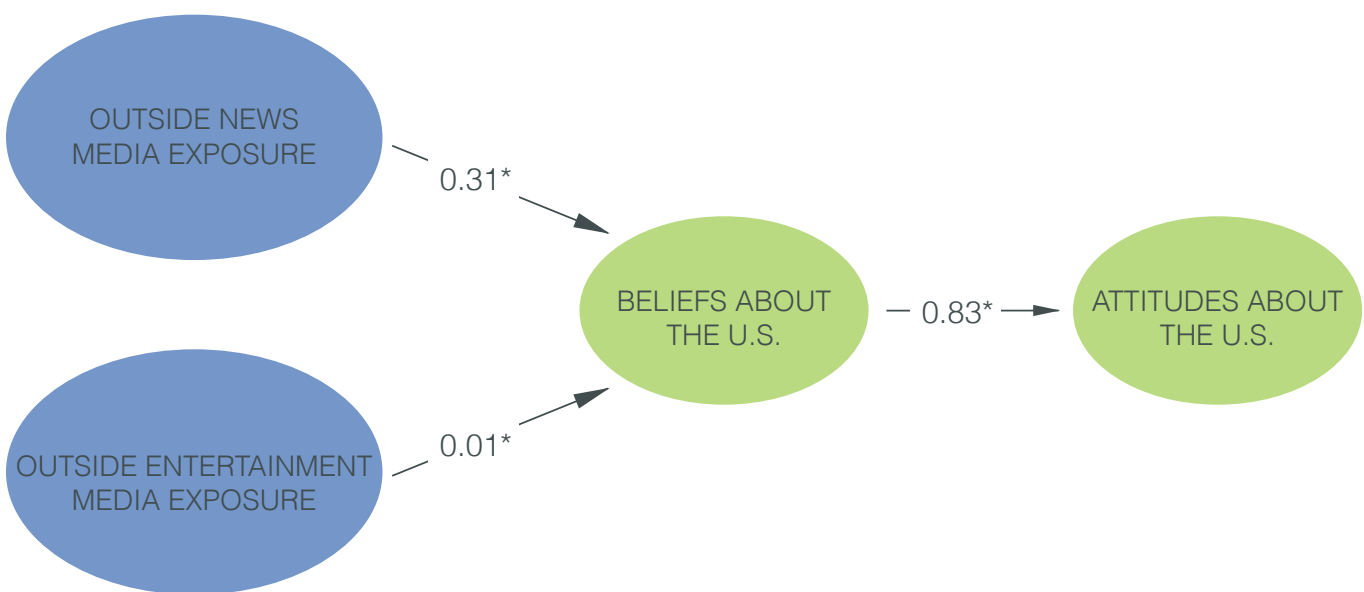 OUTSIDE NEWS
MEDIA EXPOSURE
0.31*
BELIEFS ABOUT
THE U.S.
0.83*
ATTITUDES ABOUT
THE U.S.
0.01*
OUTSIDE ENTERTAINMENT
MEDIA EXPOSURE